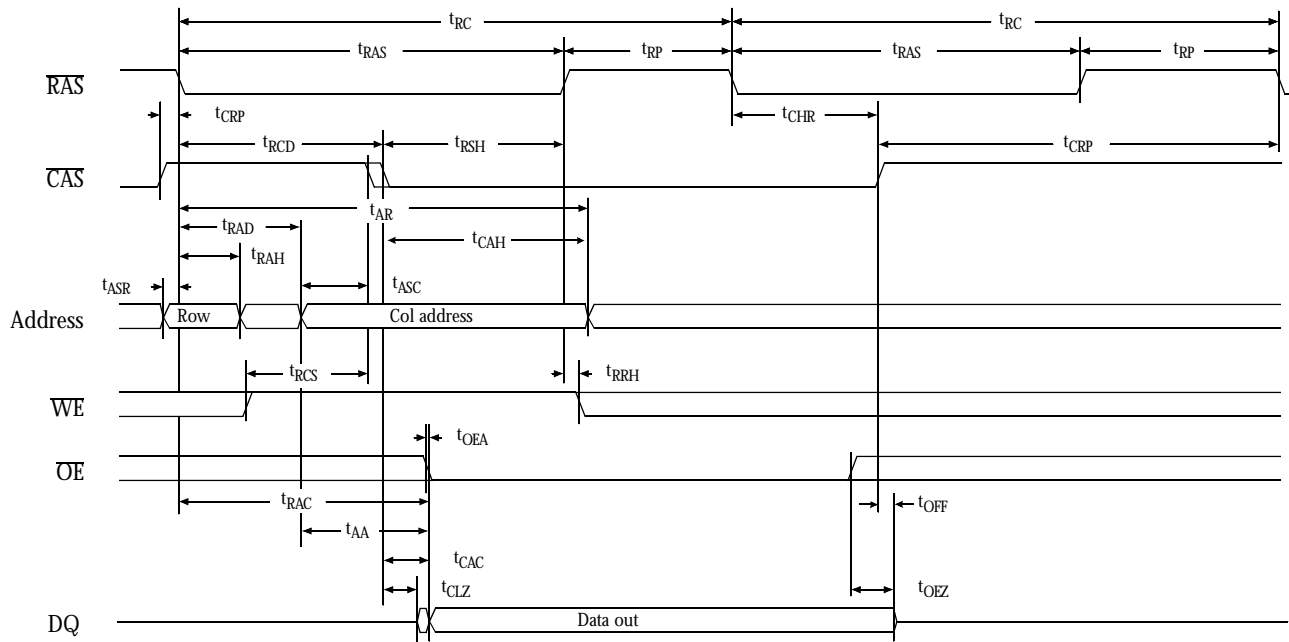 tRC tRC
tRAS tRP tRAS tRP
RAS
tCRP tCHR
tRCD tRSH tCRP
CAS
tAR
tRAD
tCAH
tRAH
tASR tASC
Address Row Col address
tRCS tRRH
WE
tOEA
OE
tRAC tOFF
tAA
tCAC
tCLZ tOEZ
DQ Data out